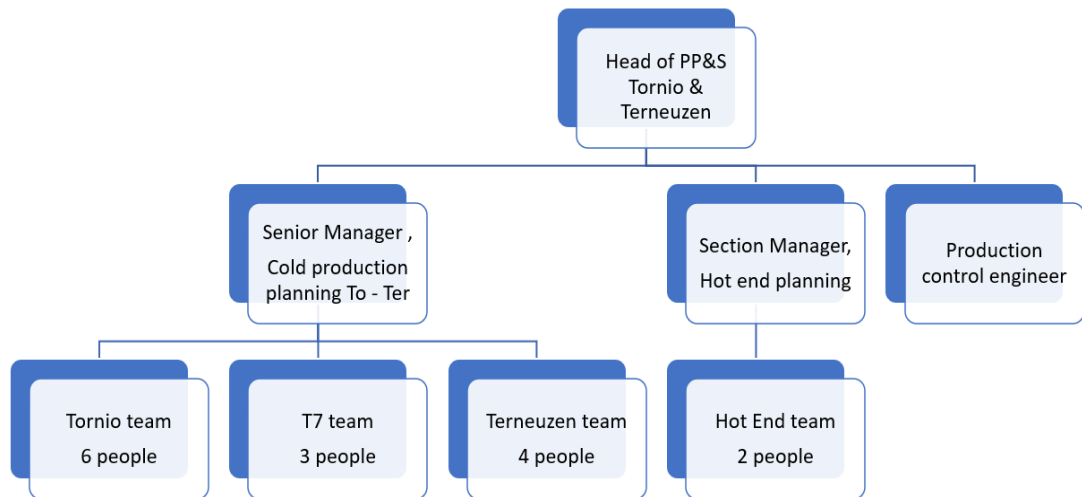 Head of PP&S
Tornio &
Terneuzen
Senior Manager ,
Cold production
planning To - Ter
Section Manager,
Hot end planning
Production
control engineer
Tornio team
6 people
T7 team
3 people
Terneuzen team
4 people
Hot End team
2 people